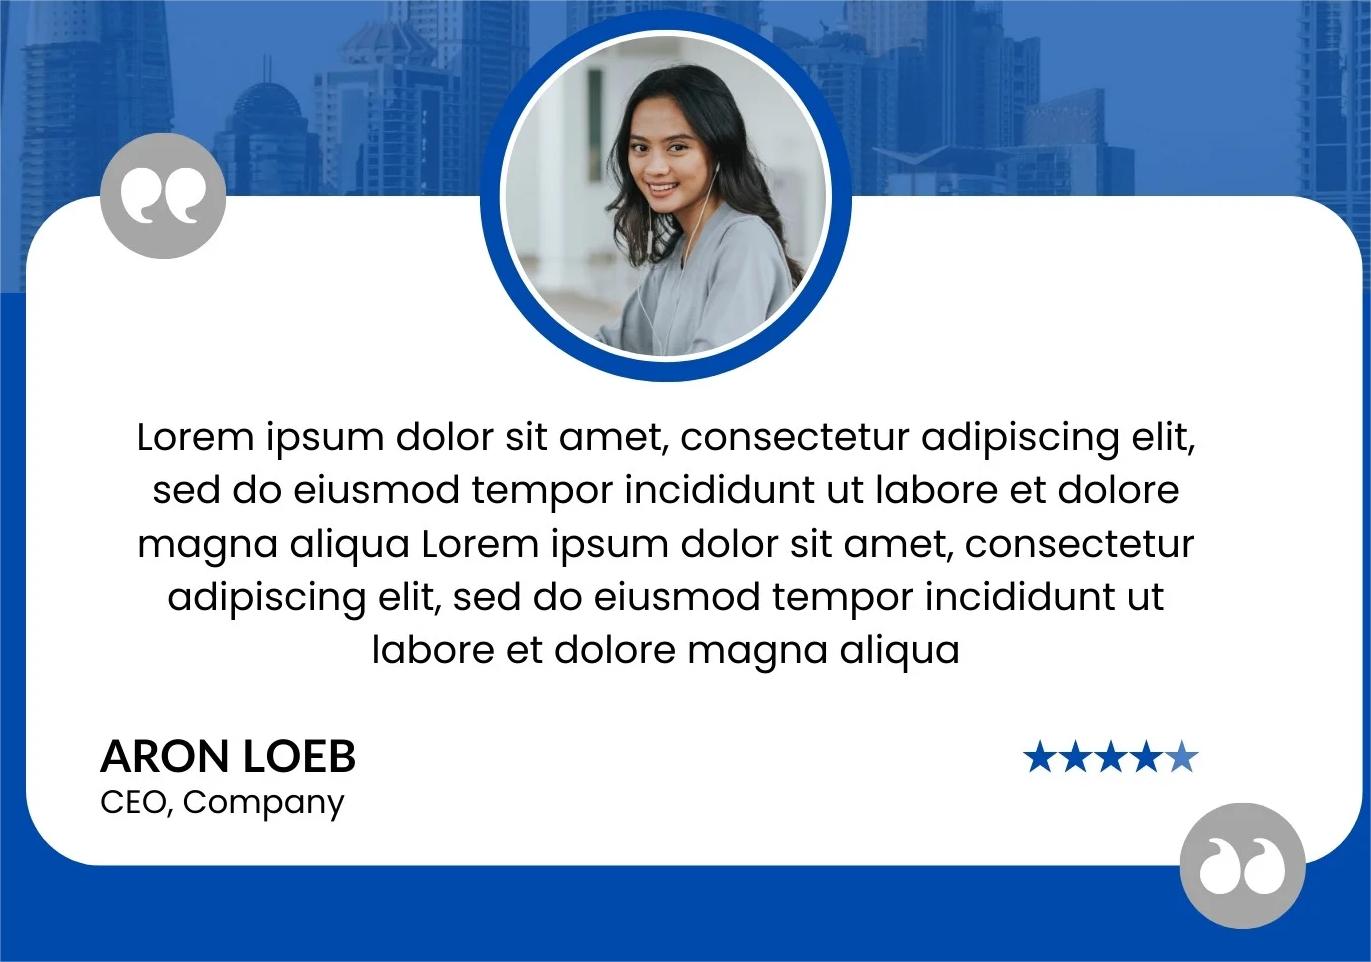 Lorem ipsum dolor sit amet, consectetur adipiscing elit,
sed do eiusmod tempor incididunt ut labore et dolore
magna aliqua Lorem ipsum dolor sit amet, consectetur
adipiscing elit, sed do eiusmod tempor incididunt ut
labore et dolore magna aliqua
ARON LOEB
CEO, Company